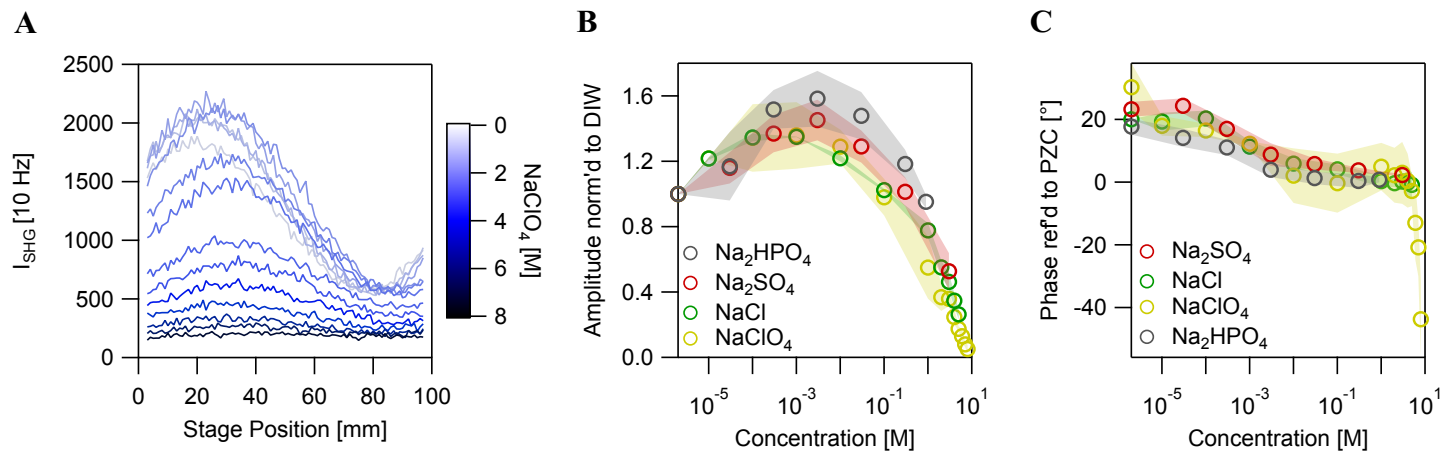 A
2500
2000
1500
1000
500
0
I_SHG [10 Hz]
0
20
40
60
80
100
Stage Position [mm]
0
2
4
6
8
NaClO₄ [M]
B
1.6
1.2
0.8
0.4
0.0
Amplitude norm'd to DIW
Na₂HPO₄
Na₂SO₄
NaCl
NaClO₄
10⁻⁵
10⁻³
10⁻¹
10¹
Concentration [M]
C
20
0
-20
-40
Phase ref'd to PZC [°]
Na₂SO₄
NaCl
NaClO₄
Na₂HPO₄
10⁻⁵
10⁻³
10⁻¹
10¹
Concentration [M]